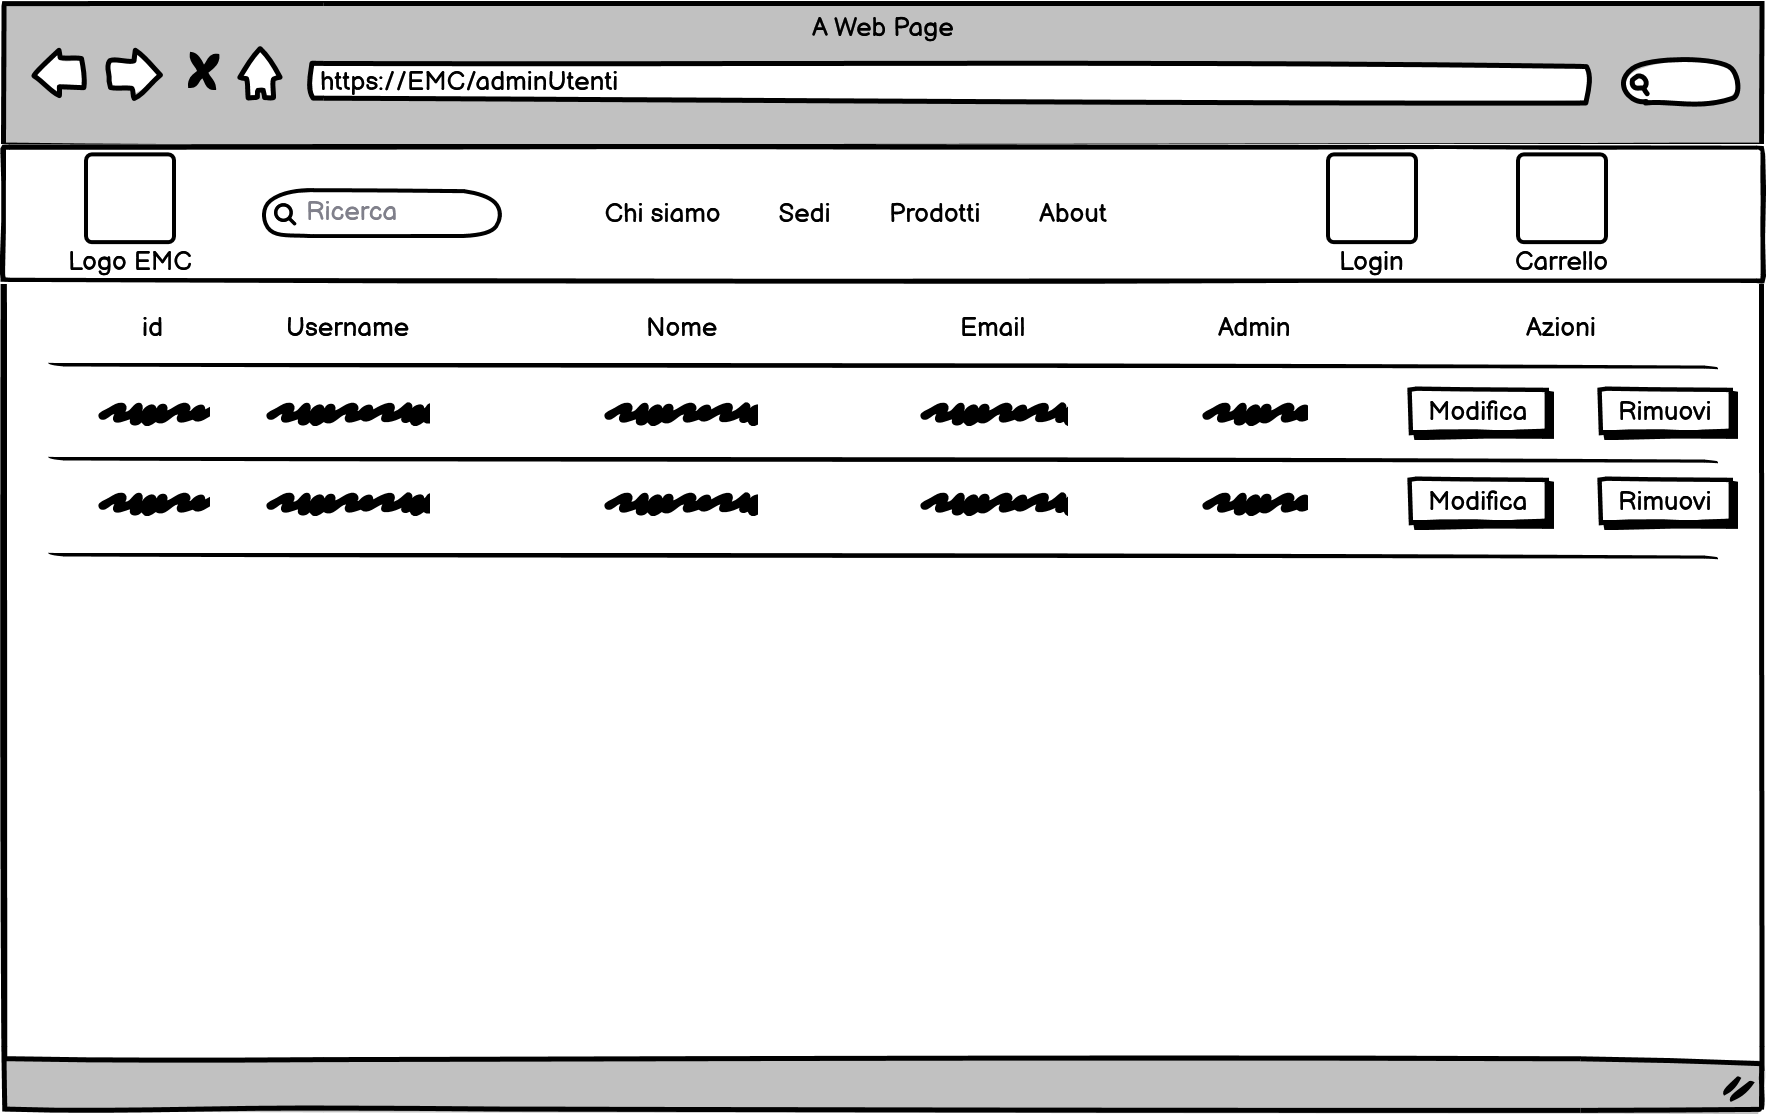 A Web Page
https://EMC/adminUtenti
Ricerca
Chi siamo Sedi Prodotti About
Logo EMC
Login
Carrello
id Username Nome Email Admin Azioni
Modifica Rimuovi
Modifica Rimuovi